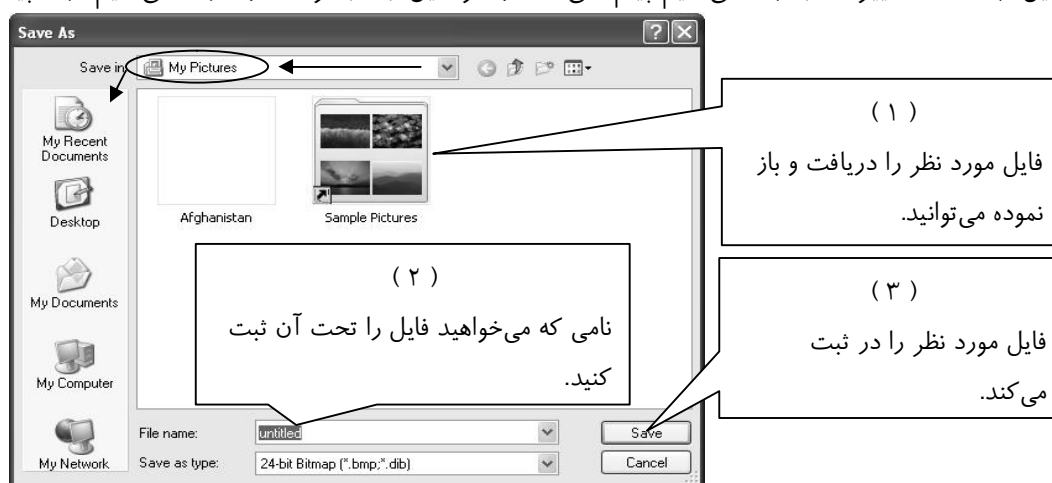 Save As
Save in:
My Pictures
My Recent
Documents
Desktop
My Documents
My Computer
My Network
Afghanistan
Sample Pictures
( ۱ )
فایل مورد نظر را دریافت و باز
نموده می‌توانید.
( ۲ )
نامی که می‌خواهید فایل را تحت آن ثبت
کنید.
( ۳ )
فایل مورد نظر را در ثبت
می‌کند.
File name:
untitled
Save
Save as type:
24-bit Bitmap (*.bmp;*.dib)
Cancel